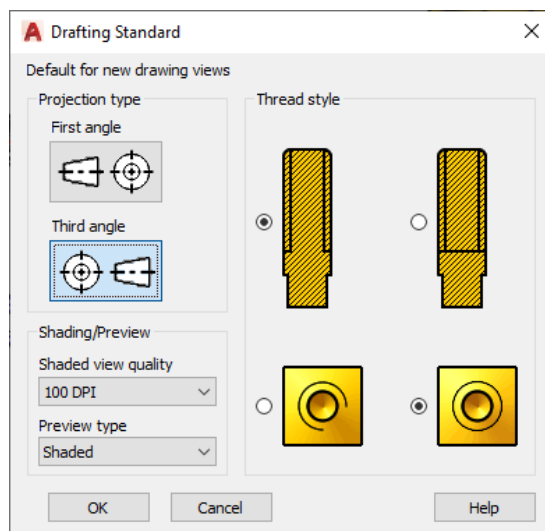 Drafting Standard
Default for new drawing views
Projection type
First angle
Third angle
Shading/Preview
Shaded view quality
100 DPI
Preview type
Shaded
Thread style
OK
Cancel
Help